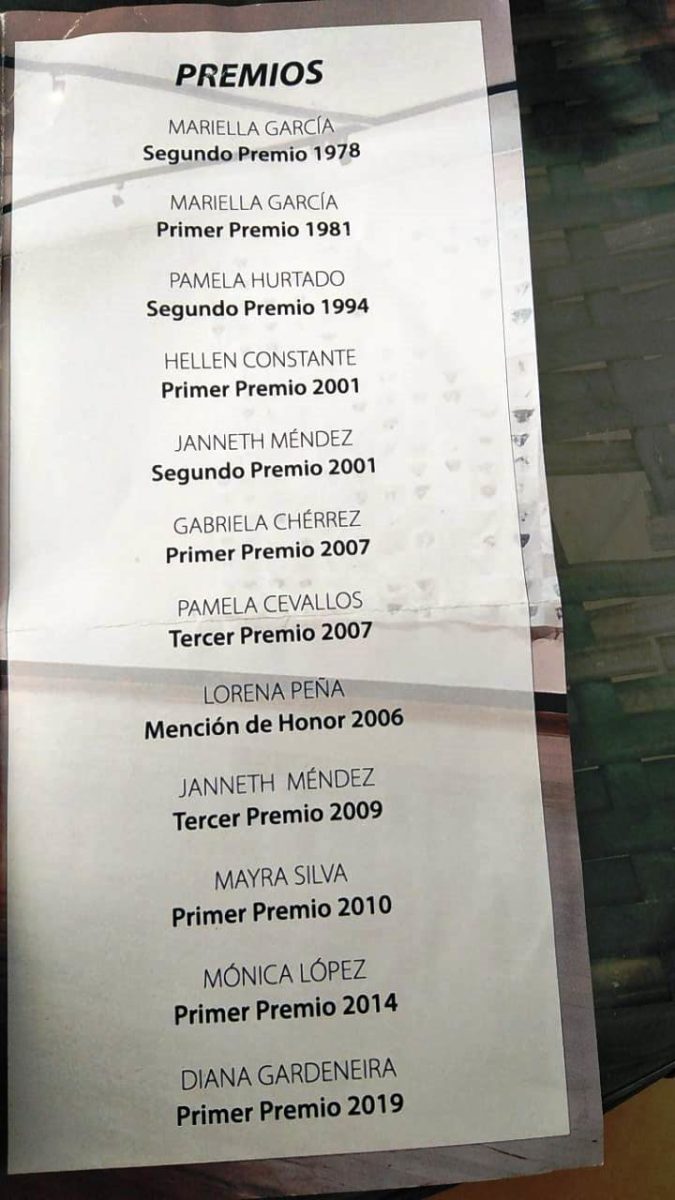 PREMIOS
MARIELLA GARCÍA
Segundo Premio 1978
MARIELLA GARCÍA
Primer Premio 1981
PAMELA HURTADO
Segundo Premio 1994
HELLEN CONSTANTE
Primer Premio 2001
JANNETH MÉNDEZ
Segundo Premio 2001
GABRIELA CHÉRREZ
Primer Premio 2007
PAMELA CEVALLOS
Tercer Premio 2007
LORENA PEÑA
Mención de Honor 2006
JANNETH MÉNDEZ
Tercer Premio 2009
MAYRA SILVA
Primer Premio 2010
MÓNICA LÓPEZ
Primer Premio 2014
DIANA GARDENEIRA
Primer Premio 2019